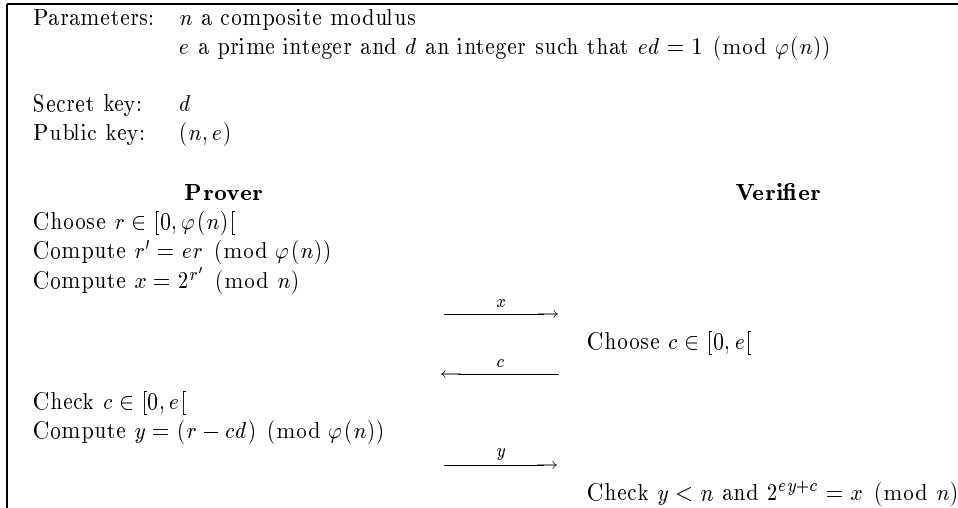 Parameters: n a composite modulus
e a prime integer and d an integer such that ed = 1 (mod φ(n))
Secret key: d
Public key: (n, e)
Prover Verifier
Choose r ∈ [0, φ(n)[
Compute r′ = er (mod φ(n))
Compute x = 2^{r′} (mod n)
x
Choose c ∈ [0, e[
c
Check c ∈ [0, e[
Compute y = (r − cd) (mod φ(n))
y
Check y < n and 2^{ey+c} = x (mod n)